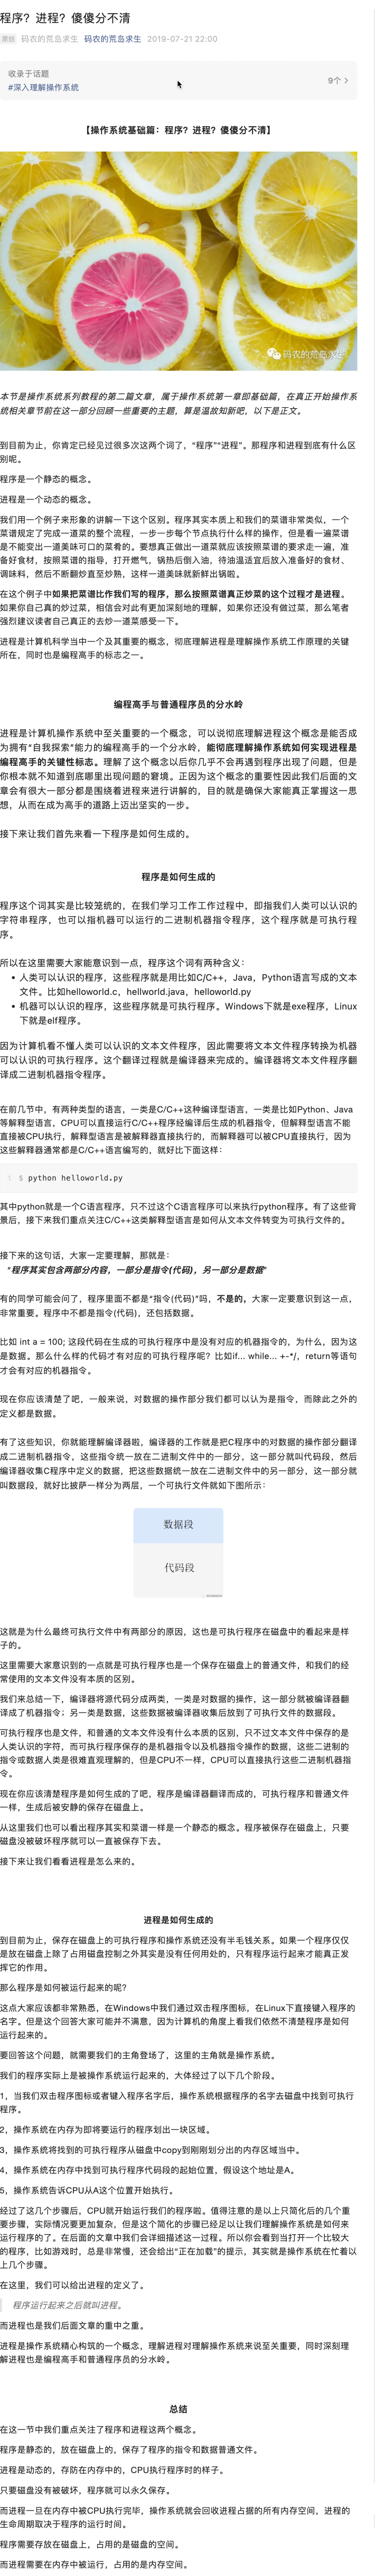 程序？进程？傻傻分不清
原创 码农的荒岛求生 码农的荒岛求生 2019-07-21 22:00
收录于话题
#深入理解操作系统
9个 >
【操作系统基础篇：程序？进程？傻傻分不清】
码农的荒岛求生
本节是操作系统系列教程的第二篇文章，属于操作系统第一章即基础篇，在真正开始操作系
统相关章节前在这一部分回顾一些重要的主题，算是温故知新吧，以下是正文。
到目前为止，你肯定已经见过很多次这两个词了，“程序”“进程”。那程序和进程到底有什么区
别呢。
程序是一个静态的概念。
进程是一个动态的概念。
我们用一个例子来形象的讲解一下这个区别。程序其实本质上和我们的菜谱非常类似，一个
菜谱规定了完成一道菜的整个流程，一步一步每个节点执行什么样的操作，但是看一遍菜谱
是不能变出一道美味可口的菜肴的。要想真正做出一道菜就应该按照菜谱的要求走一遍，准
备好食材，按照菜谱的指导，打开燃气，锅热后倒入油，待油温适宜后放入准备好的食材、
调味料，然后不断翻炒直至炒熟，这样一道美味就新鲜出锅啦。
在这个例子中如果把菜谱比作我们写的程序，那么按照菜谱真正炒菜的这个过程才是进程。
如果你自己真的炒过菜，相信会对此有更加深刻地的理解，如果你还没有做过菜，那么笔者
强烈建议读者自己真正的去炒一道菜感受一下。
进程是计算机科学当中一个及其重要的概念，彻底理解进程是理解操作系统工作原理的关键
所在，同时也是编程高手的标志之一。
编程高手与普通程序员的分水岭
进程是计算机操作系统中至关重要的一个概念，可以说彻底理解进程这个概念是能否成
为拥有“自我探索”能力的编程高手的一个分水岭，能彻底理解操作系统如何实现进程是
编程高手的关键性标志。理解了这个概念以后你几乎不会再遇到程序出现了问题，但是
你根本就不知道到底哪里出现问题的窘境。正因为这个概念的重要性因此我们后面的文
章会有很大一部分都是围绕着进程来进行讲解的，目的就是确保大家能真正掌握这一思
想，从而在成为高手的道路上迈出坚实的一步。
接下来让我们首先来看一下程序是如何生成的。
程序是如何生成的
程序这个词其实是比较笼统的，在我们学习工作工作过程中，即指我们人类可以认识的
字符串程序，也可以指机器可以运行的二进制机器指令程序，这个程序就是可执行程
序。
所以在这里需要大家能意识到一点，程序这个词有两种含义：
• 人类可以认识的程序，这些程序就是用比如C/C++，Java，Python语言写成的文本
文件。比如helloworld.c，hellworld.java，helloworld.py
• 机器可以认识的程序，这些程序就是可执行程序。Windows下就是exe程序，Linux
下就是elf程序。
因为计算机看不懂人类可以认识的文本文件程序，因此需要将文本文件程序转换为机器
可以认识的可执行程序。这个翻译过程就是编译器来完成的。编译器将文本文件程序翻
译成二进制机器指令程序。
在前几节中，有两种类型的语言，一类是C/C++这种编译型语言，一类是比如Python、Java
等解释型语言，CPU可以直接运行C/C++程序经编译后生成的机器指令，但解释型语言不能
直接被CPU执行，解释型语言是被解释器直接执行的，而解释器可以被CPU直接执行，因为
这些解释器通常都是C/C++语言编写的，就好比下面这样：
1 $ python helloworld.py
其中python就是一个C语言程序，只不过这个C语言程序可以来执行python程序。有了这些背
景后，接下来我们重点关注C/C++这类解释型语言是如何从文本文件转变为可执行文件的。
接下来的这句话，大家一定要理解，那就是：
“程序其实包含两部分内容，一部分是指令(代码)，另一部分是数据”
有的同学可能会问了，程序里面不都是“指令(代码)”吗，不是的，大家一定要意识到这一点，
非常重要。程序中不都是指令(代码)，还包括数据。
比如 int a = 100; 这段代码在生成的可执行程序中是没有对应的机器指令的，为什么，因为这
是数据。那么什么样的代码才有对应的可执行程序呢？比如if... while... +-*/，return等语句
才会有对应的机器指令。
现在你应该清楚了吧，一般来说，对数据的操作部分我们都可以认为是指令，而除此之外的
定义都是数据。
有了这些知识，你就能理解编译器啦，编译器的工作就是把C程序中的对数据的操作部分翻译
成二进制机器指令，这些指令统一放在二进制文件中的一部分，这一部分就叫代码段，然后
编译器收集C程序中定义的数据，把这些数据统一放在二进制文件中的另一部分，这一部分就
叫数据段，就好比披萨一样分为两层，一个可执行文件就如下图所示：
数据段
代码段
这就是为什么最终可执行文件中有两部分的原因，这也是可执行程序在磁盘中的看起来是样
子的。
这里需要大家意识到的一点就是可执行程序也是一个保存在磁盘上的普通文件，和我们的经
常使用的文本文件没有本质的区别。
我们来总结一下，编译器将源代码分成两类，一类是对数据的操作，这一部分就被编译器翻
译成了机器指令；另一类是数据，这些数据被编译器收集后放到了可执行文件的数据段。
可执行程序也是文件，和普通的文本文件没有什么本质的区别，只不过文本文件中保存的是
人类认识的字符，而可执行程序保存的是机器指令以及机器指令操作的数据，这些二进制的
指令或数据人类是很难直观理解的，但是CPU不一样，CPU可以直接执行这些二进制机器指
令。
现在你应该清楚程序是如何生成的了吧，程序是编译器翻译而成的，可执行程序和普通文件
一样，生成后被安静的保存在磁盘上。
从这里我们也可以看出程序其实和菜谱一样是一个静态的概念。程序被保存在磁盘上，只要
磁盘没被破坏程序就可以一直被保存下去。
接下来让我们看看进程是怎么来的。
进程是如何生成的
到目前为止，保存在磁盘上的可执行程序和操作系统还没有半毛钱关系。如果一个程序仅仅
是放在磁盘上除了占用磁盘控制之外其实是没有任何用处的，只有程序运行起来才能真正发
挥它的作用。
那么程序是如何被运行起来的呢？
这点大家应该都非常熟悉，在Windows中我们通过双击程序图标，在Linux下直接键入程序的
名字。但是这个回答大家可能并不满意，因为计算机的角度上看我们依然不清楚程序是如何
运行起来的。
要回答这个问题，就需要我们的主角登场了，这里的主角就是操作系统。
我们的程序实际上是被操作系统运行起来的，大体经过了以下几个阶段。
1，当我们双击程序图标或者键入程序名字后，操作系统根据程序的名字去磁盘中找到可执行
程序。
2，操作系统在内存为即将要运行的程序划出一块区域。
3，操作系统将找到的可执行程序从磁盘中copy到刚刚划分出的内存区域当中。
4，操作系统在内存中找到可执行程序代码段的起始位置，假设这个地址是A。
5，操作系统告诉CPU从A这个位置开始执行。
经过了这几个步骤后，CPU就开始运行我们的程序啦。值得注意的是以上只简化后的几个重
要步骤，实际情况要更加复杂，但是这个简化的步骤已经足以让我们理解操作系统是如何来
运行程序的了。在后面的文章中我们会详细描述这一过程。所以你会看到当打开一个比较大
的程序，比如游戏时，总是非常慢，还会给出“正在加载”的提示，其实就是操作系统在忙着以
上几个步骤。
在这里，我们可以给出进程的定义了。
程序运行起来之后就叫进程。
而进程也是我们后面文章的重中之重。
进程是操作系统精心构筑的一个概念，理解进程对理解操作系统来说至关重要，同时深刻理
解进程也是编程高手和普通程序员的分水岭。
总结
在这一节中我们重点关注了程序和进程这两个概念。
程序是静态的，放在磁盘上的，保存了程序的指令和数据普通文件。
进程是动态的，存防在内存中的，CPU执行程序时的样子。
只要磁盘没有被破坏，程序就可以永久保存。
而进程一旦在内存中被CPU执行完毕，操作系统就会回收进程占据的所有内存空间，进程的
生命周期取决于程序的运行时间。
程序需要存放在磁盘上，占用的是磁盘的空间。
而进程需要在内存中被运行，占用的是内存空间。